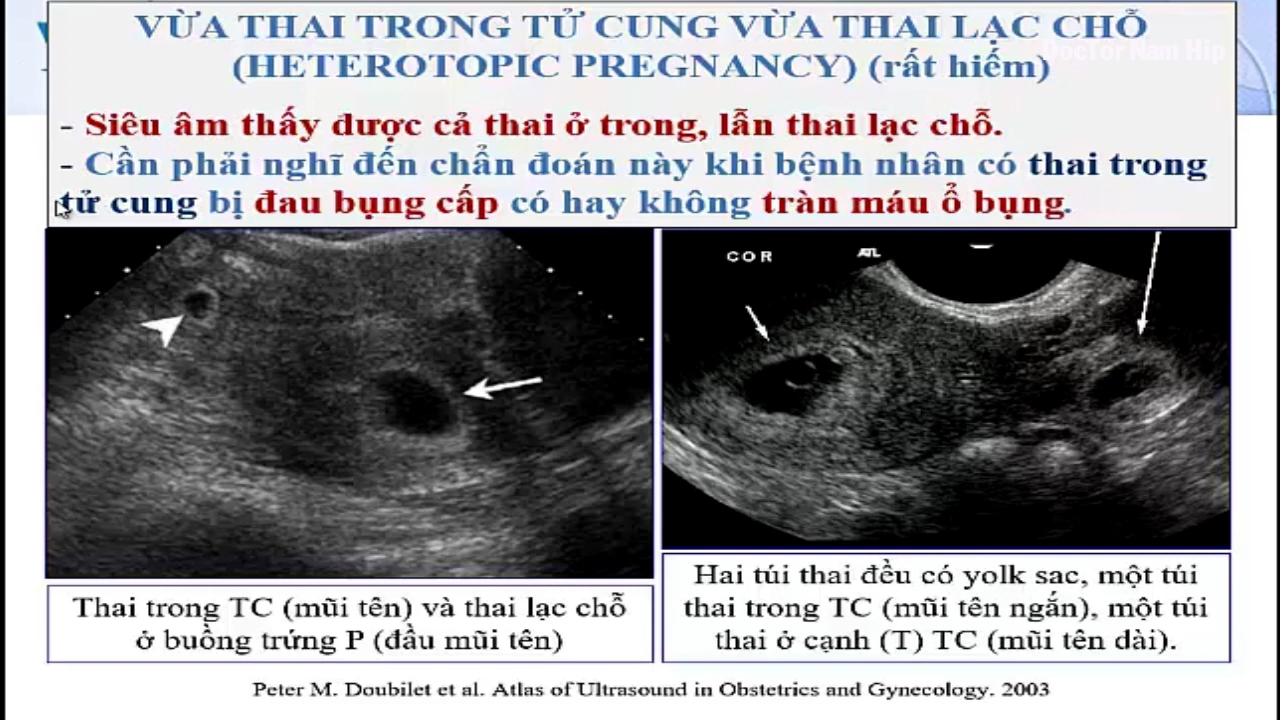 VỪA THAI TRONG TỬ CUNG VỪA THAI LẠC CHỖ
Doctor Nam Hip
(HETEROTOPIC PREGNANCY) (rất hiếm)
- Siêu âm thấy được cả thai ở trong, lẫn thai lạc chỗ.
- Cần phải nghĩ đến chẩn đoán này khi bệnh nhân có thai trong
tử cung bị đau bụng cấp có hay không tràn máu ổ bụng.
COR
ATL
Thai trong TC (mũi tên) và thai lạc chỗ
ở buồng trứng P (đầu mũi tên)
Hai túi thai đều có yolk sac, một túi
thai trong TC (mũi tên ngắn), một túi
thai ở cạnh (T) TC (mũi tên dài).
Peter M. Doubilet et al. Atlas of Ultrasound in Obstetrics and Gynecology. 2003